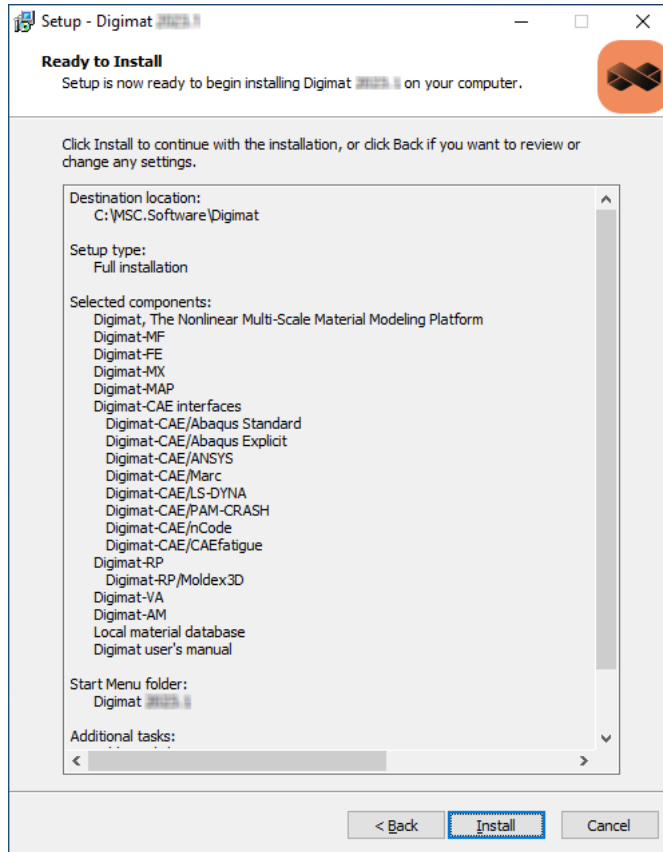 Setup - Digimat
Ready to Install
Setup is now ready to begin installing Digimat on your computer.
Click Install to continue with the installation, or click Back if you want to review or
change any settings.
Destination location:
C:\MSC.Software\Digimat
Setup type:
Full installation
Selected components:
Digimat, The Nonlinear Multi-Scale Material Modeling Platform
Digimat-MF
Digimat-FE
Digimat-MX
Digimat-MAP
Digimat-CAE interfaces
Digimat-CAE/Abaqus Standard
Digimat-CAE/Abaqus Explicit
Digimat-CAE/ANSYS
Digimat-CAE/Marc
Digimat-CAE/LS-DYNA
Digimat-CAE/PAM-CRASH
Digimat-CAE/nCode
Digimat-CAE/CAEfatigue
Digimat-RP
Digimat-RP/Moldex3D
Digimat-VA
Digimat-AM
Local material database
Digimat user's manual
Start Menu folder:
Digimat
Additional tasks:
< Back Install Cancel